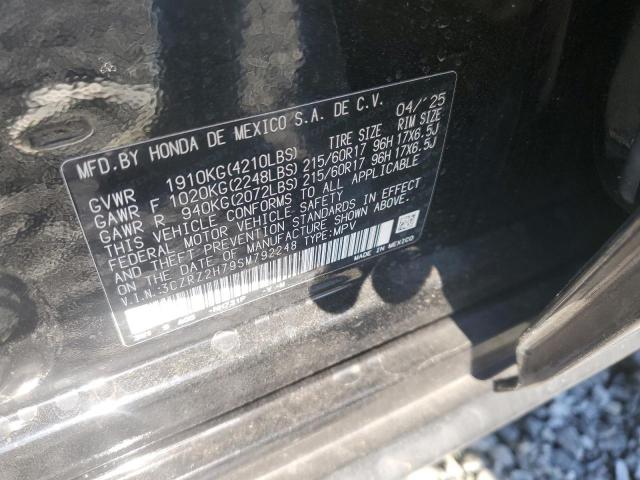 MFD. BY HONDA DE MEXICO S.A. DE C.V. 04/'25
TIRE SIZE RIM SIZE
GVWR 1910KG(4210LBS)
GAWR F 1020KG(2248LBS) 215/60R17 96H 17X6.5J
GAWR R 940KG(2072LBS) 215/60R17 96H 17X6.5J
THIS VEHICLE CONFORMS TO ALL APPLICABLE
FEDERAL MOTOR VEHICLE SAFETY AND
THEFT PREVENTION STANDARDS IN EFFECT
ON THE DATE OF MANUFACTURE SHOWN ABOVE.
V.I.N.:3CZRZ2H79SM792248 TYPE:MPV
MADE IN MEXICO